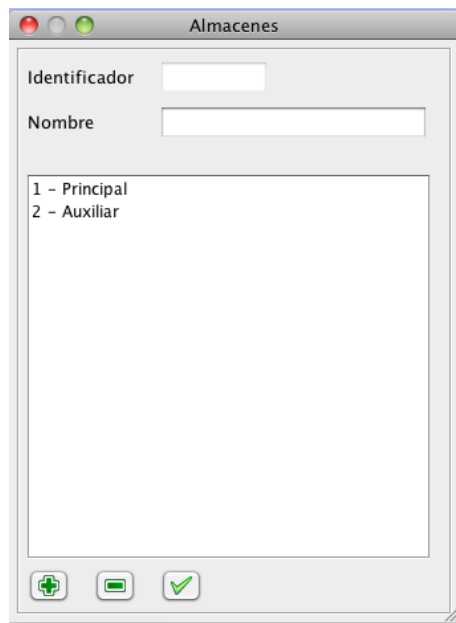 Almacenes
Identificador
Nombre
1 - Principal
2 - Auxiliar